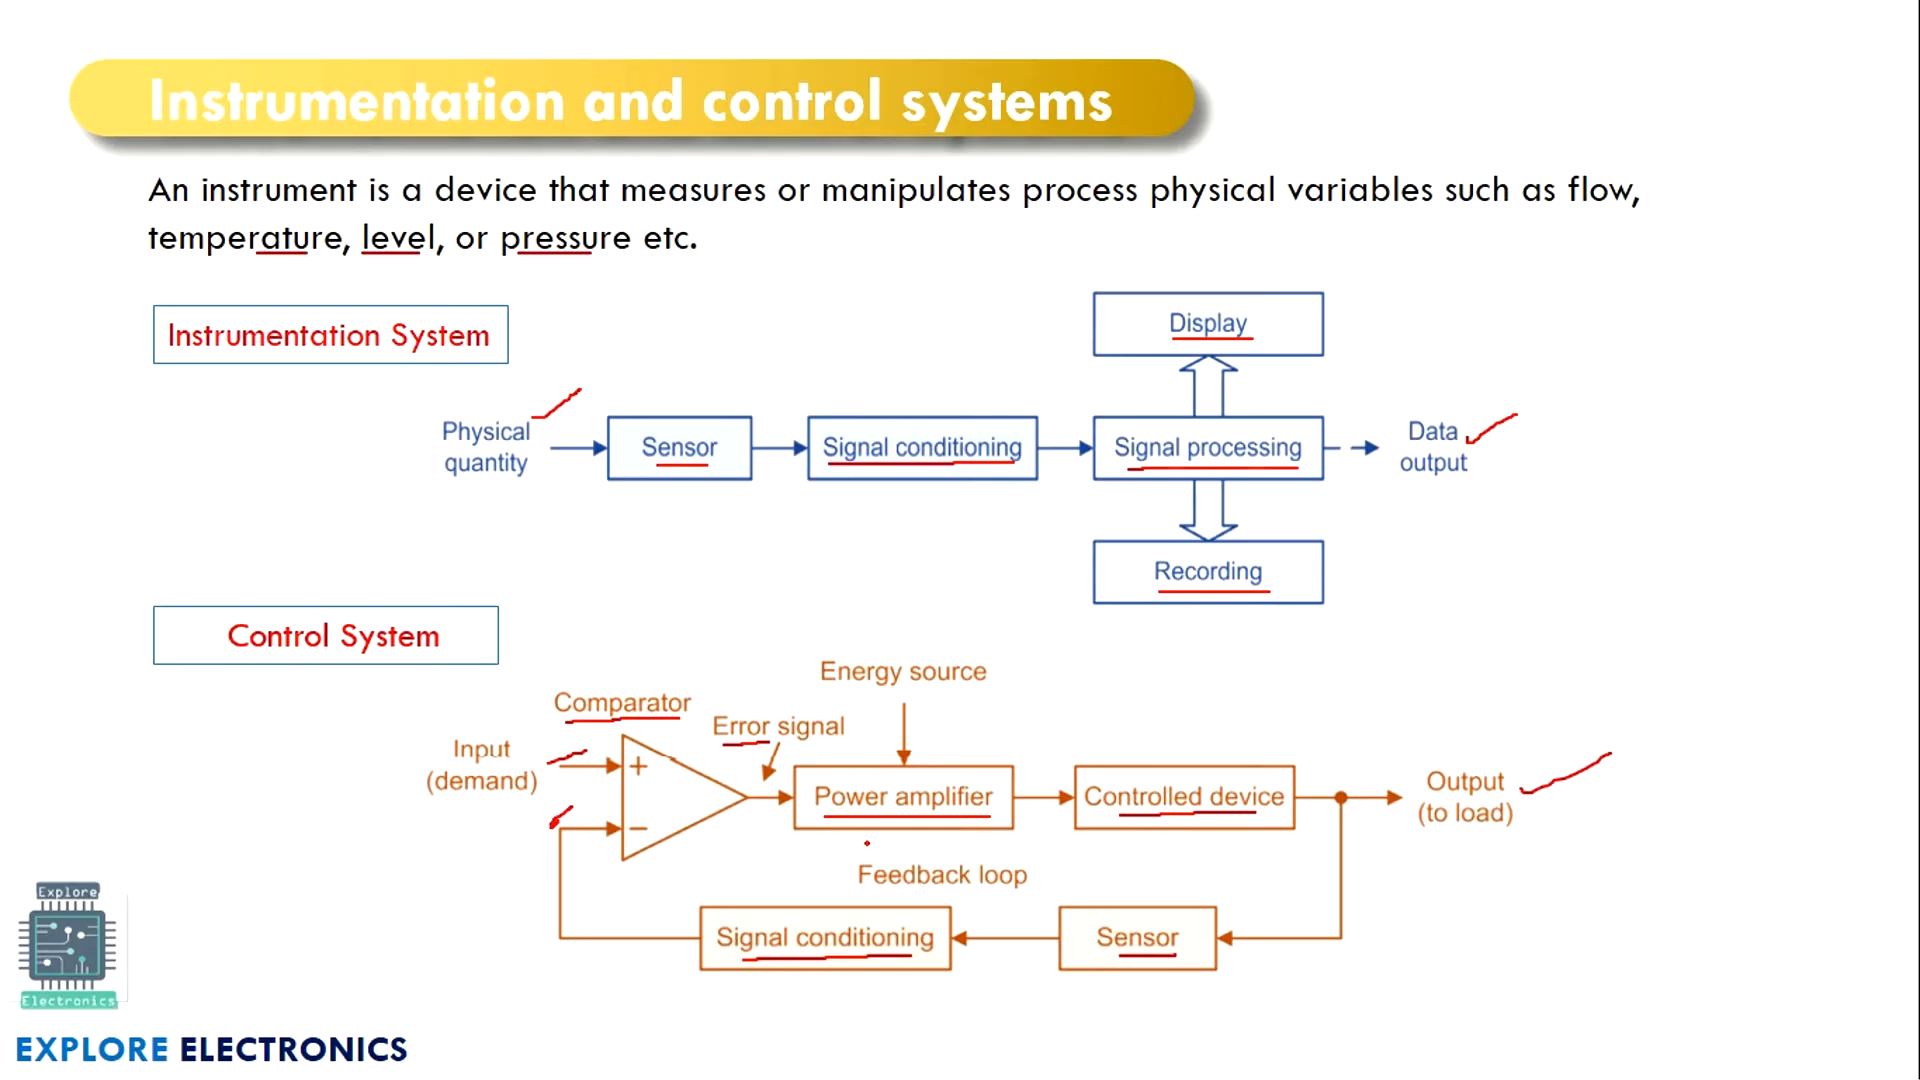 Instrumentation and control systems
An instrument is a device that measures or manipulates process physical variables such as flow,
temperature, level, or pressure etc.
Instrumentation System
Display
Physical
quantity
Sensor
Signal conditioning
Signal processing
Data
output
Recording
Control System
Energy source
Comparator
Error signal
Input
(demand)
+
−
Power amplifier
Controlled device
Output
(to load)
Feedback loop
Signal conditioning
Sensor
Explore
Electronics
EXPLORE ELECTRONICS